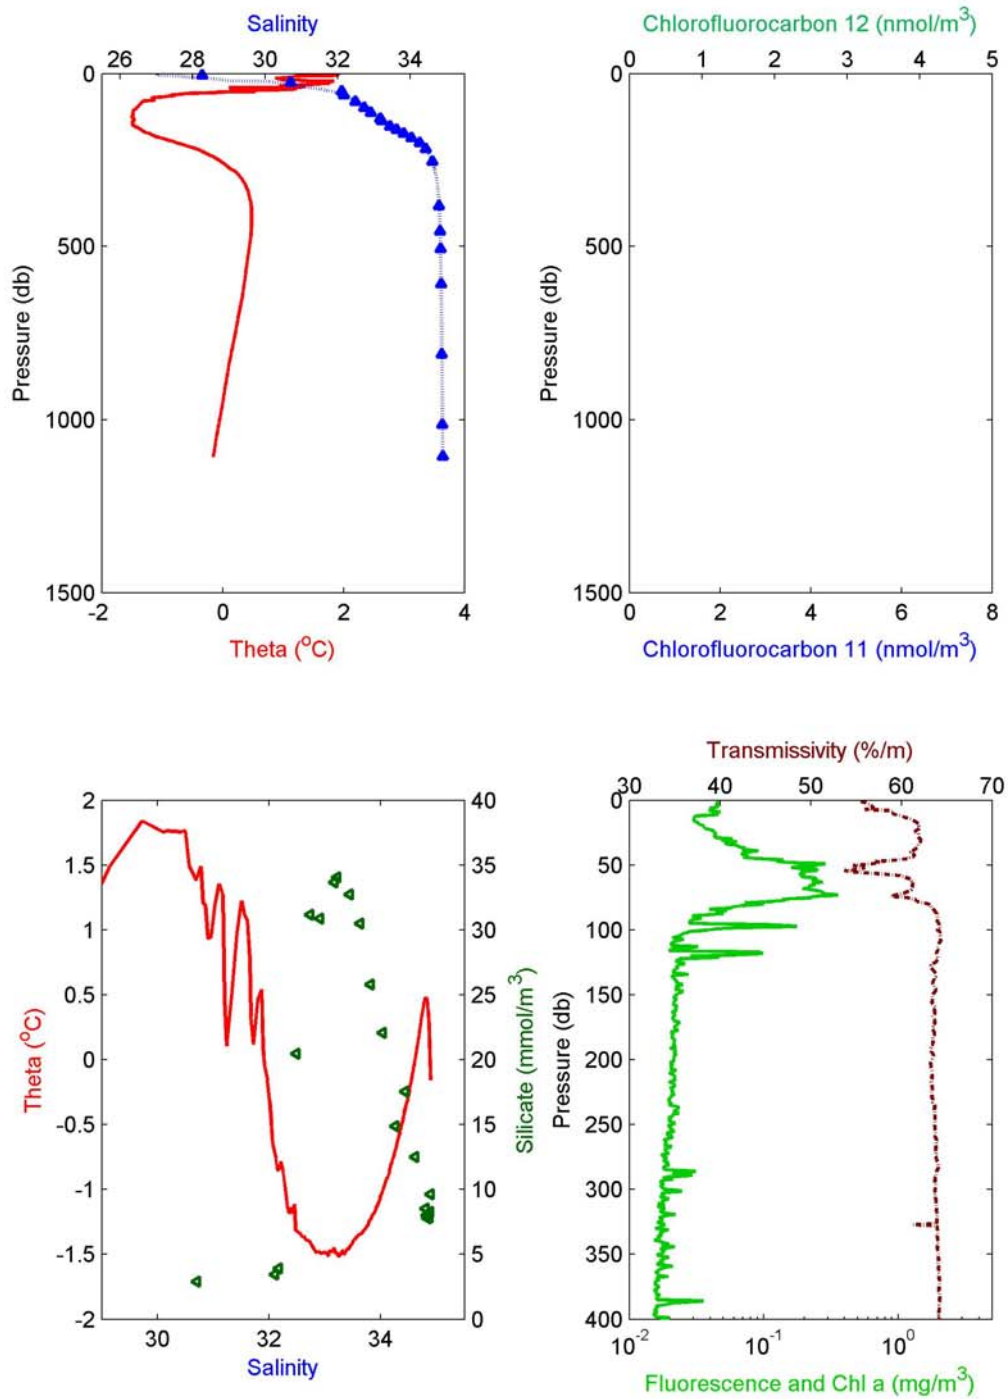 Salinity
26 28 30 32 34
Pressure (db)
0
500
1000
1500
-2 0 2 4
Theta (°C)
Chlorofluorocarbon 12 (nmol/m³)
0 1 2 3 4 5
Pressure (db)
0
500
1000
1500
0 2 4 6 8
Chlorofluorocarbon 11 (nmol/m³)
Theta (°C)
2
1.5
1
0.5
0
-0.5
-1
-1.5
-2
30 32 34
Salinity
40
35
30
25
20
15
10
5
0
Silicate (mmol/m³)
Transmissivity (%/m)
30 40 50 60 70
Pressure (db)
0
50
100
150
200
250
300
350
400
10⁻² 10⁻¹ 10⁰
Fluorescence and Chl a (mg/m³)